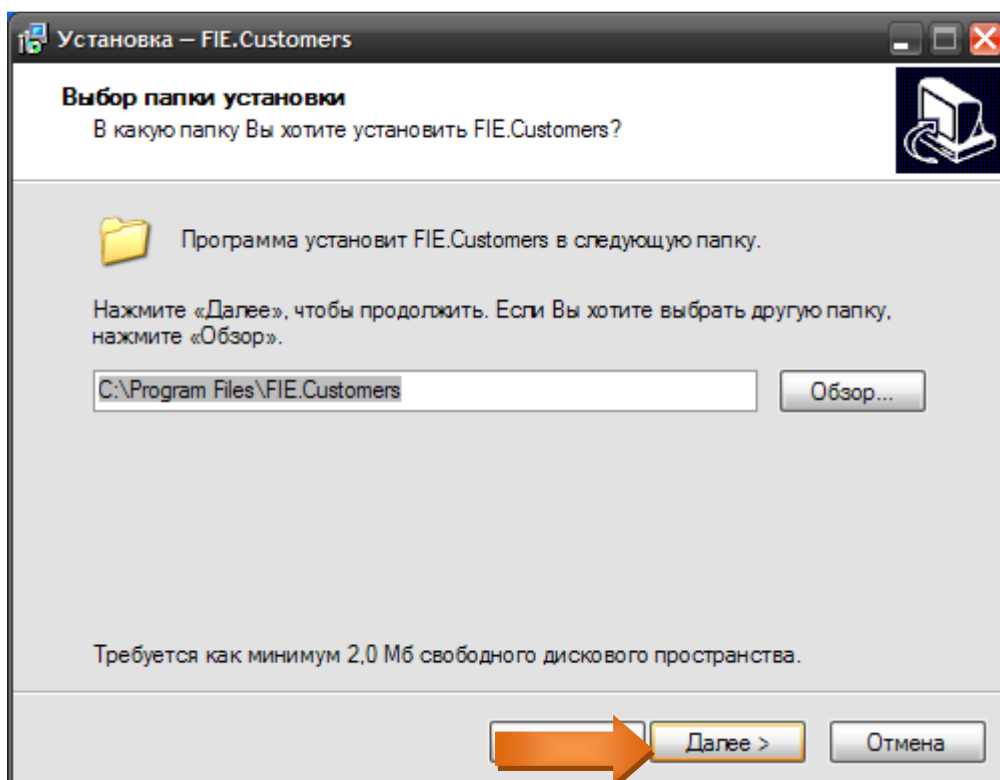 Установка — FIE.Customers
Выбор папки установки
В какую папку Вы хотите установить FIE.Customers?
Программа установит FIE.Customers в следующую папку.
Нажмите «Далее», чтобы продолжить. Если Вы хотите выбрать другую папку,
нажмите «Обзор».
C:\Program Files\FIE.Customers
Обзор...
Требуется как минимум 2,0 Мб свободного дискового пространства.
Далее >
Отмена